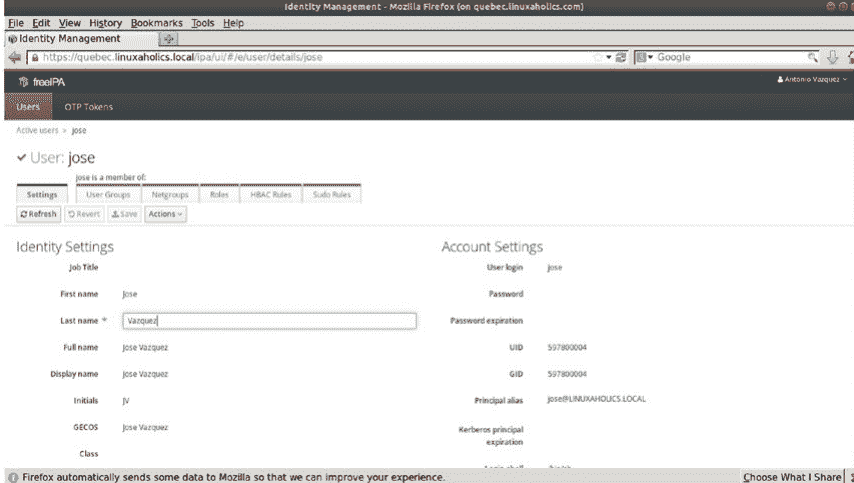 Identity Management - Mozilla Firefox (on quebec.linuxaholics.com)
File Edit View History Bookmarks Tools Help
Identity Management
https://quebec.linuxaholics.local/ipa/ui/#/e/user/details/jose
Google
freeIPA
Antonio Vazquez
Users OTP Tokens
Active users » jose
User: jose
jose is a member of:
Settings User Groups Netgroups Roles HBAC Rules Sudo Rules
Refresh Revert Save Actions
Identity Settings Account Settings
Job Title User login jose
First name Jose Password
Last name * Vazquez Password expiration
Full name Jose Vazquez UID 597800004
Display name Jose Vazquez GID 597800004
Initials JV Principal alias jose@LINUXAHOLICS.LOCAL
GECOS Jose Vazquez Kerberos principal
expiration
Class
Firefox automatically sends some data to Mozilla so that we can improve your experience. Choose What I Share